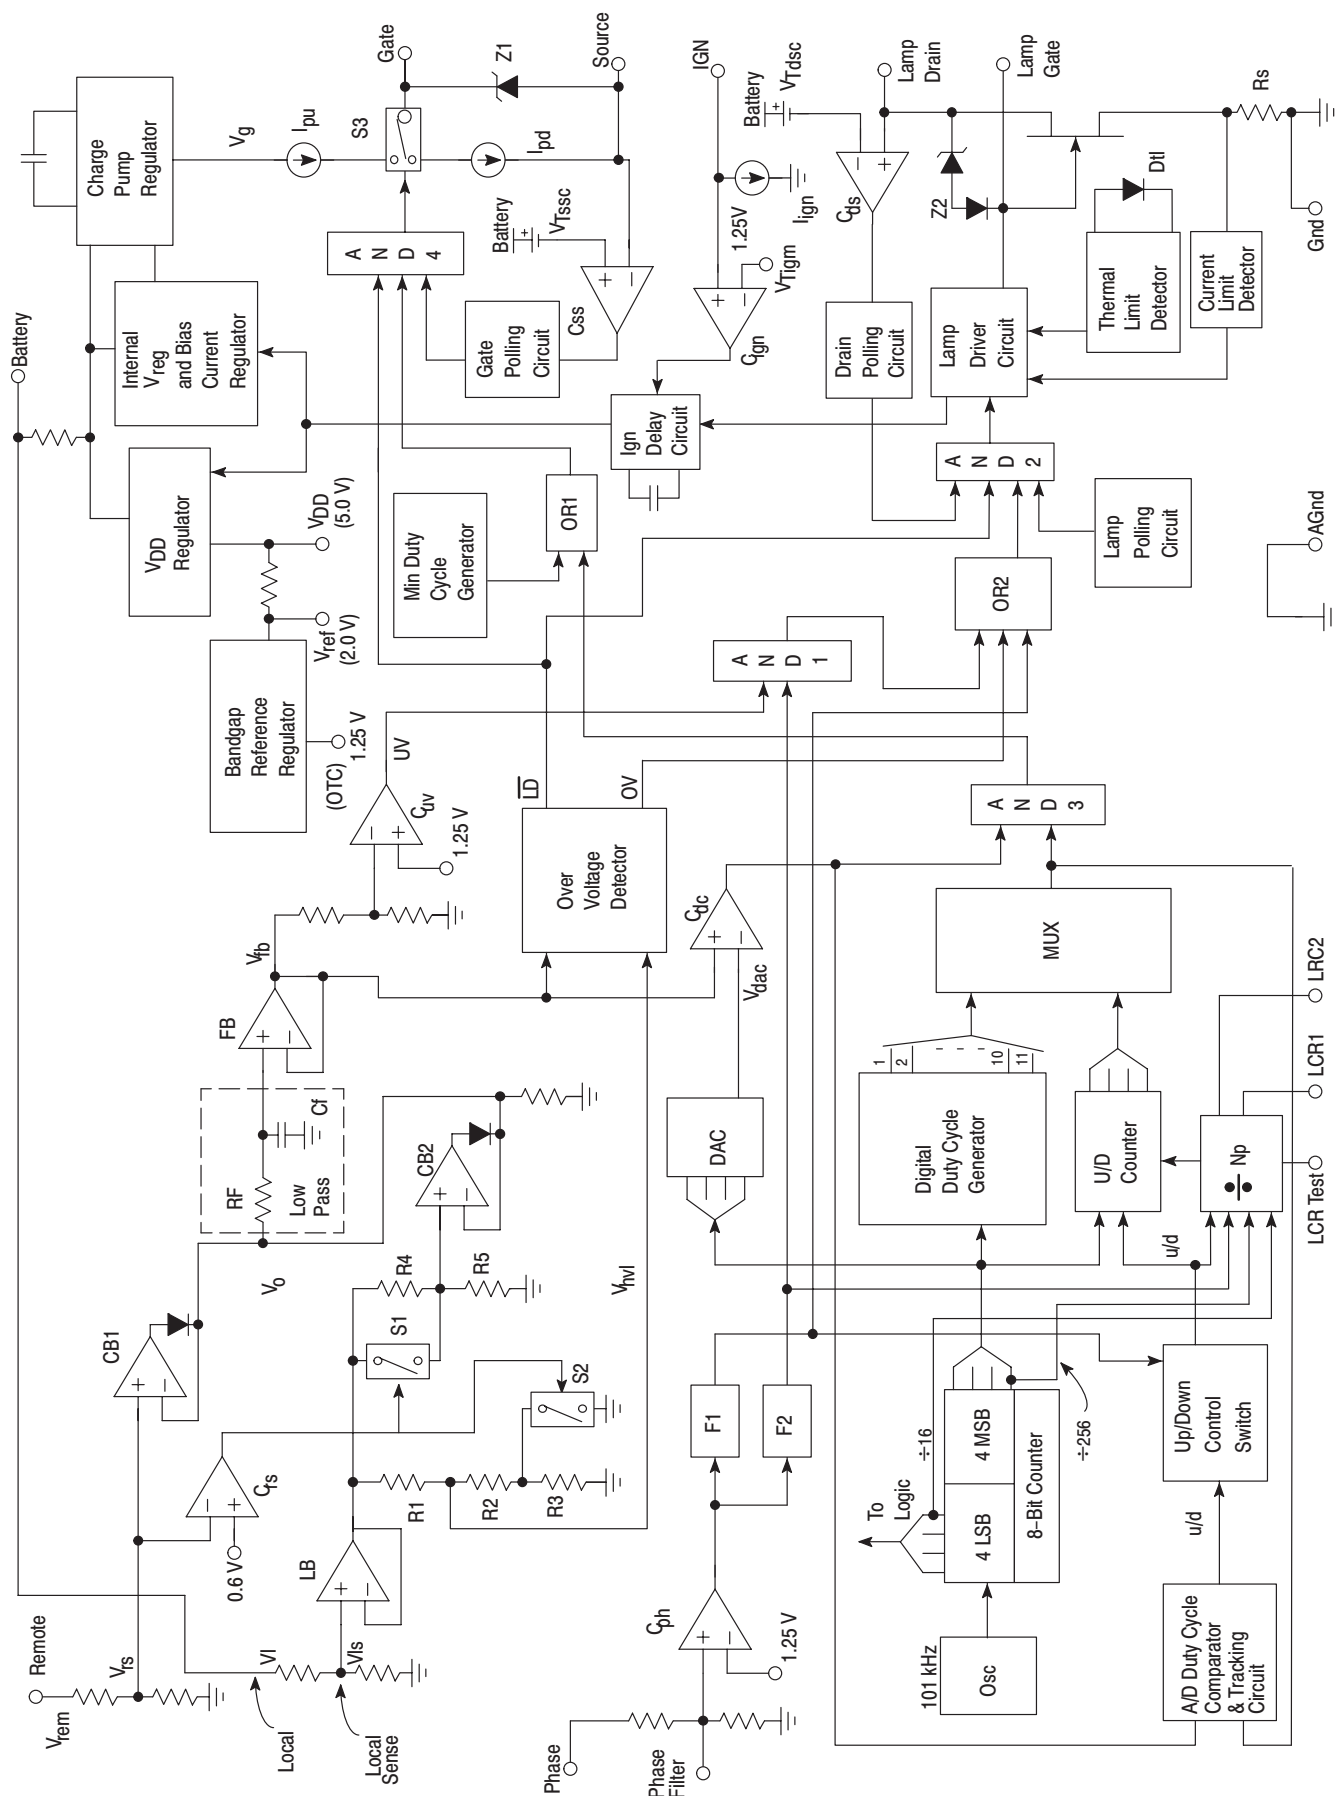 Remote
Vrem
Vrs
Battery
Local
Vl
Vls
Local
Sense
0.6 V
Crs
CB1
Vo
RF
Low
Pass
Cf
FB
Vfb
LB
R1
R2
R3
R4
R5
S1
S2
CB2
Vhvl
Bandgap
Reference
Regulator
(OTC)
1.25 V
Vref
(2.0 V)
VDD
(5.0 V)
VDD
Regulator
Internal
Vreg
and Bias
Current
Regulator
Charge
Pump
Regulator
Vg
Ipu
S3
Ipd
Gate
Z1
Source
A
N
D
4
Battery
+
VTssc
+
–
Css
Gate
Polling
Circuit
Min Duty
Cycle
Generator
OR1
Ign
Delay
Circuit
IGN
1.25V
Iign
VTigm
+
–
Cign
Battery
+
VTdsc
–
+
Cds
Lamp
Drain
Lamp
Gate
Z2
Rs
Gnd
Drain
Polling
Circuit
Lamp
Driver
Circuit
Thermal
Limit
Detector
Dtl
Current
Limit
Detector
A
N
D
2
OR2
Lamp
Polling
Circuit
AGnd
A
N
D
1
UV
Cuv
–
+
1.25 V
LD
OV
Over
Voltage
Detector
Cdc
+
–
Vdac
DAC
A
N
D
3
MUX
Digital
Duty Cycle
Generator
1
2
10
11
U/D
Counter
÷ Np
u/d
LRC2
LCR1
LCR Test
Phase
Phase
Filter
Cph
+
–
1.25 V
F1
F2
To
Logic
÷16
4 LSB
4 MSB
8–Bit Counter
÷256
101 kHz
Osc
A/D Duty Cycle
Comparator
& Tracking
Circuit
u/d
Up/Down
Control
Switch